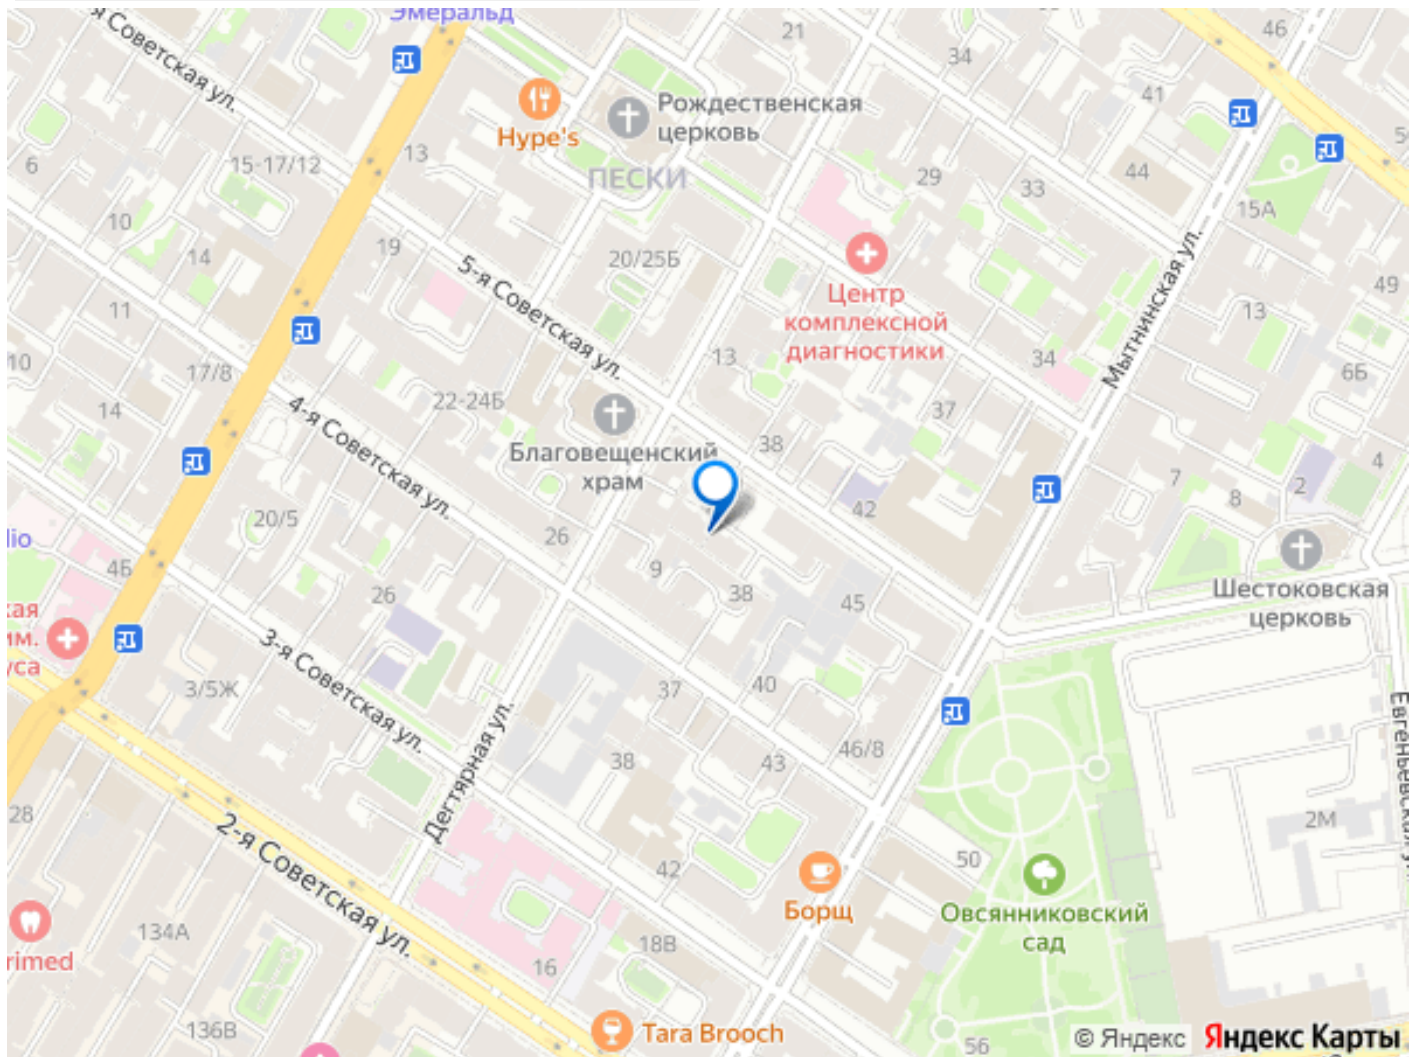 Эмеральд
я Советская ул.
21
46
34
Hype's
Рождественская
церковь
41
15-17/12
13
6
ПЕСКИ
29
33
44
15А
10
19
20/25Б
14
5-я Советская ул.
Центр
комплексной
диагностики
Мытнинская ул.
49
11
13
13
34
10
17/8
6Б
14
22-24Б
4-я Советская ул.
37
38
Благовещенский
храм
7
8
2
4
42
20/5
26
lio
4Б
9
38
45
Шестоковская
церковь
26
кая
им.
уса
3-я Советская ул.
3/5Ж
37
40
Дегтярная ул.
46/8
38
43
28
2-я Советская ул.
2М
42
50
Борщ
Овсянниковский
сад
134А
rimed
18В
16
136В
Tara Brooch
56
© Яндекс
Яндекс Карты